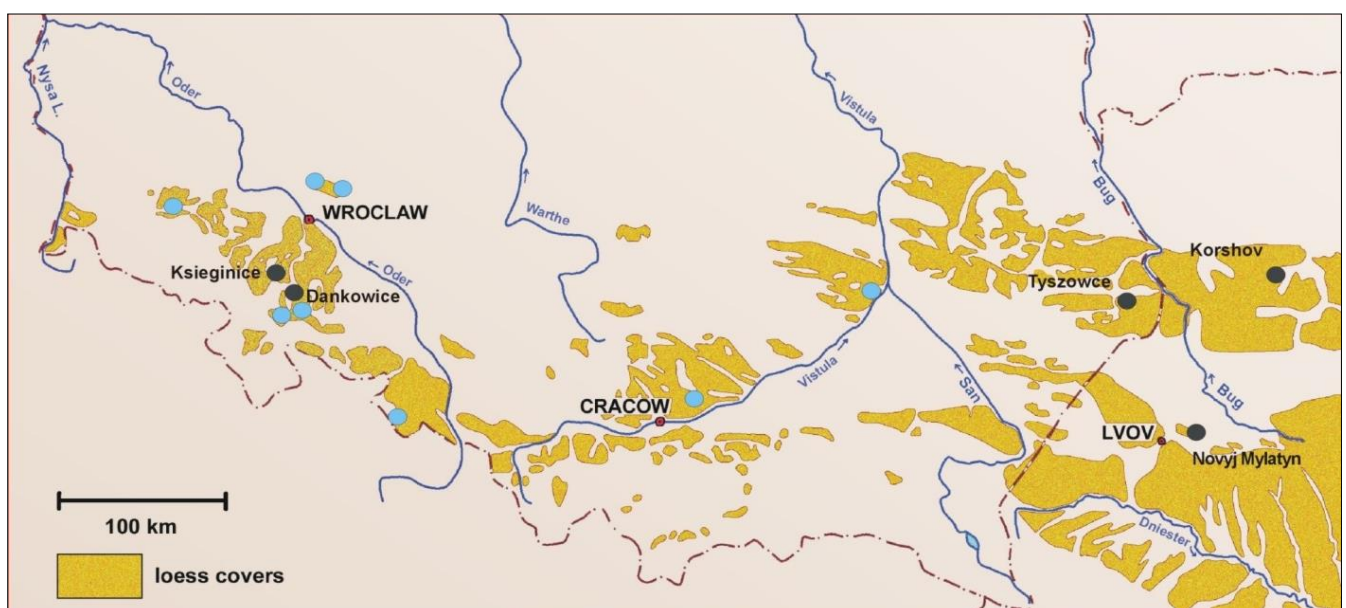 Nysa L.
Oder
Vistula
WROCLAW
Warthe
Bug
Korshov
Ksieginice
Oder
Dankowice
Tyszowce
Vistula
San
Bug
CRACOW
LVOV
Novyj Mylatyn
100 km
Dniester
loess covers